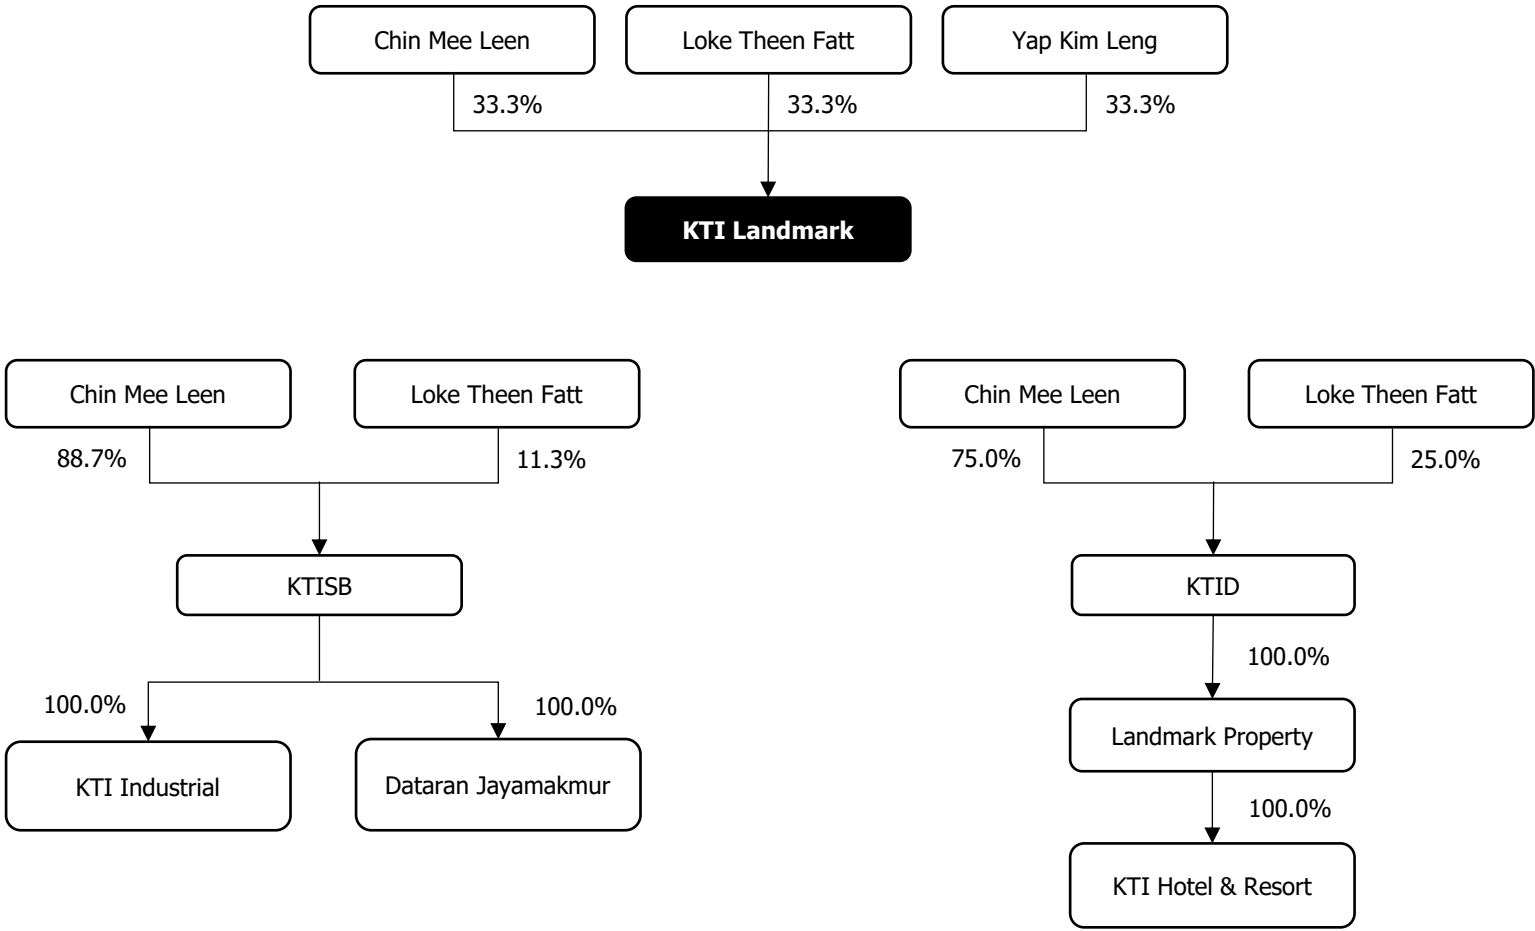 Chin Mee Leen
Loke Theen Fatt
Yap Kim Leng
33.3%
33.3%
33.3%
KTI Landmark
Chin Mee Leen
Loke Theen Fatt
Chin Mee Leen
Loke Theen Fatt
88.7%
11.3%
75.0%
25.0%
KTISB
KTID
100.0%
100.0%
100.0%
Landmark Property
KTI Industrial
Dataran Jayamakmur
100.0%
KTI Hotel & Resort